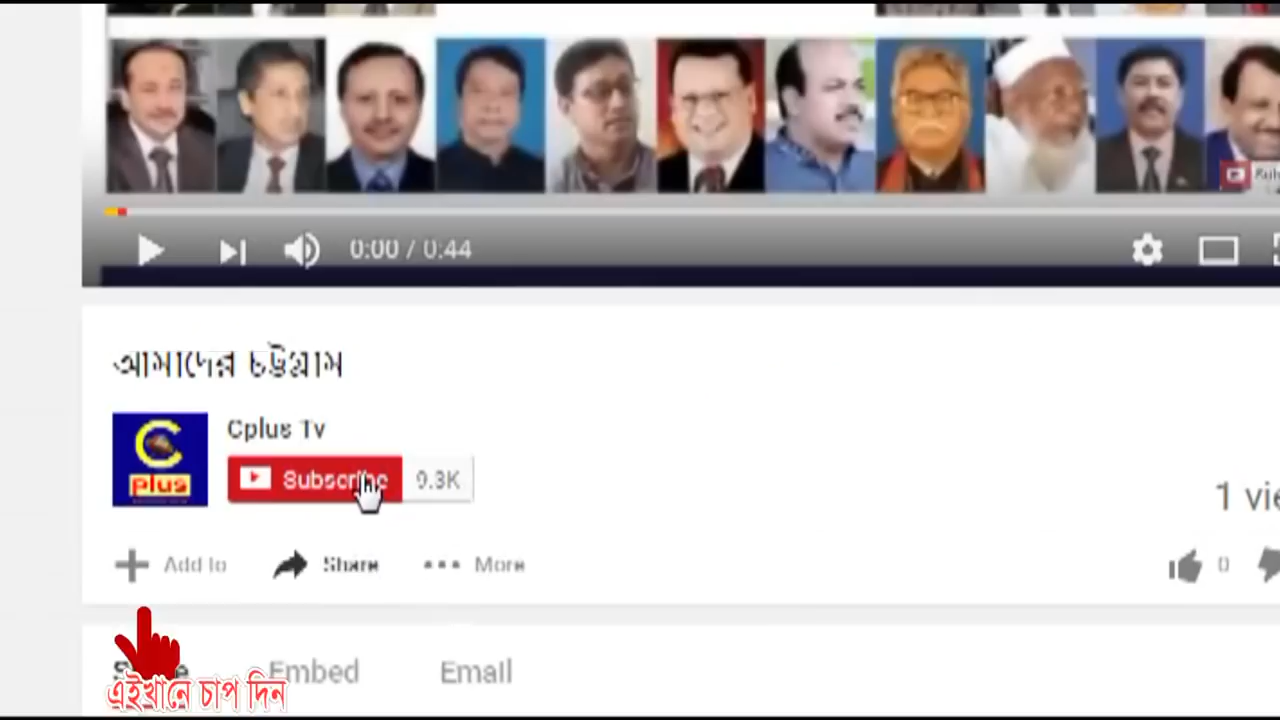 0:00 / 0:44
আমাদের চট্টগ্রাম
C
plus
Cplus Tv
Subscribe 9.3K
1
Add to Share More
0
Embed Email
এইখানে চাপ দিন